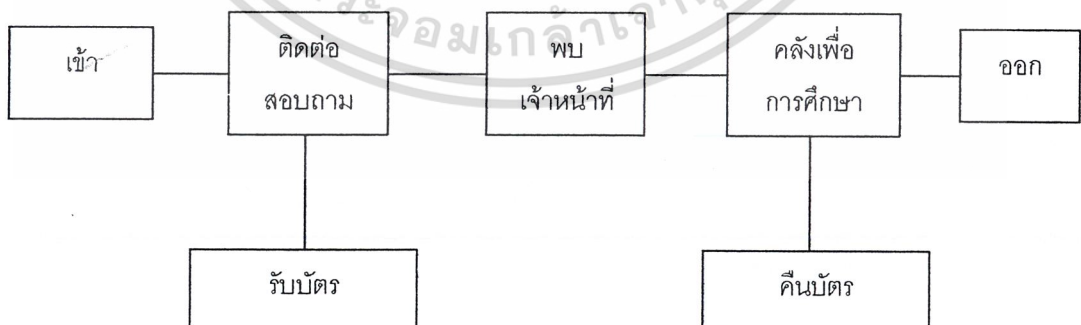 เข้า
ติดต่อ
สอบถาม
พบ
เจ้าหน้าที่
คลังเพื่อ
การศึกษา
ออก
รับบัตร
คืนบัตร